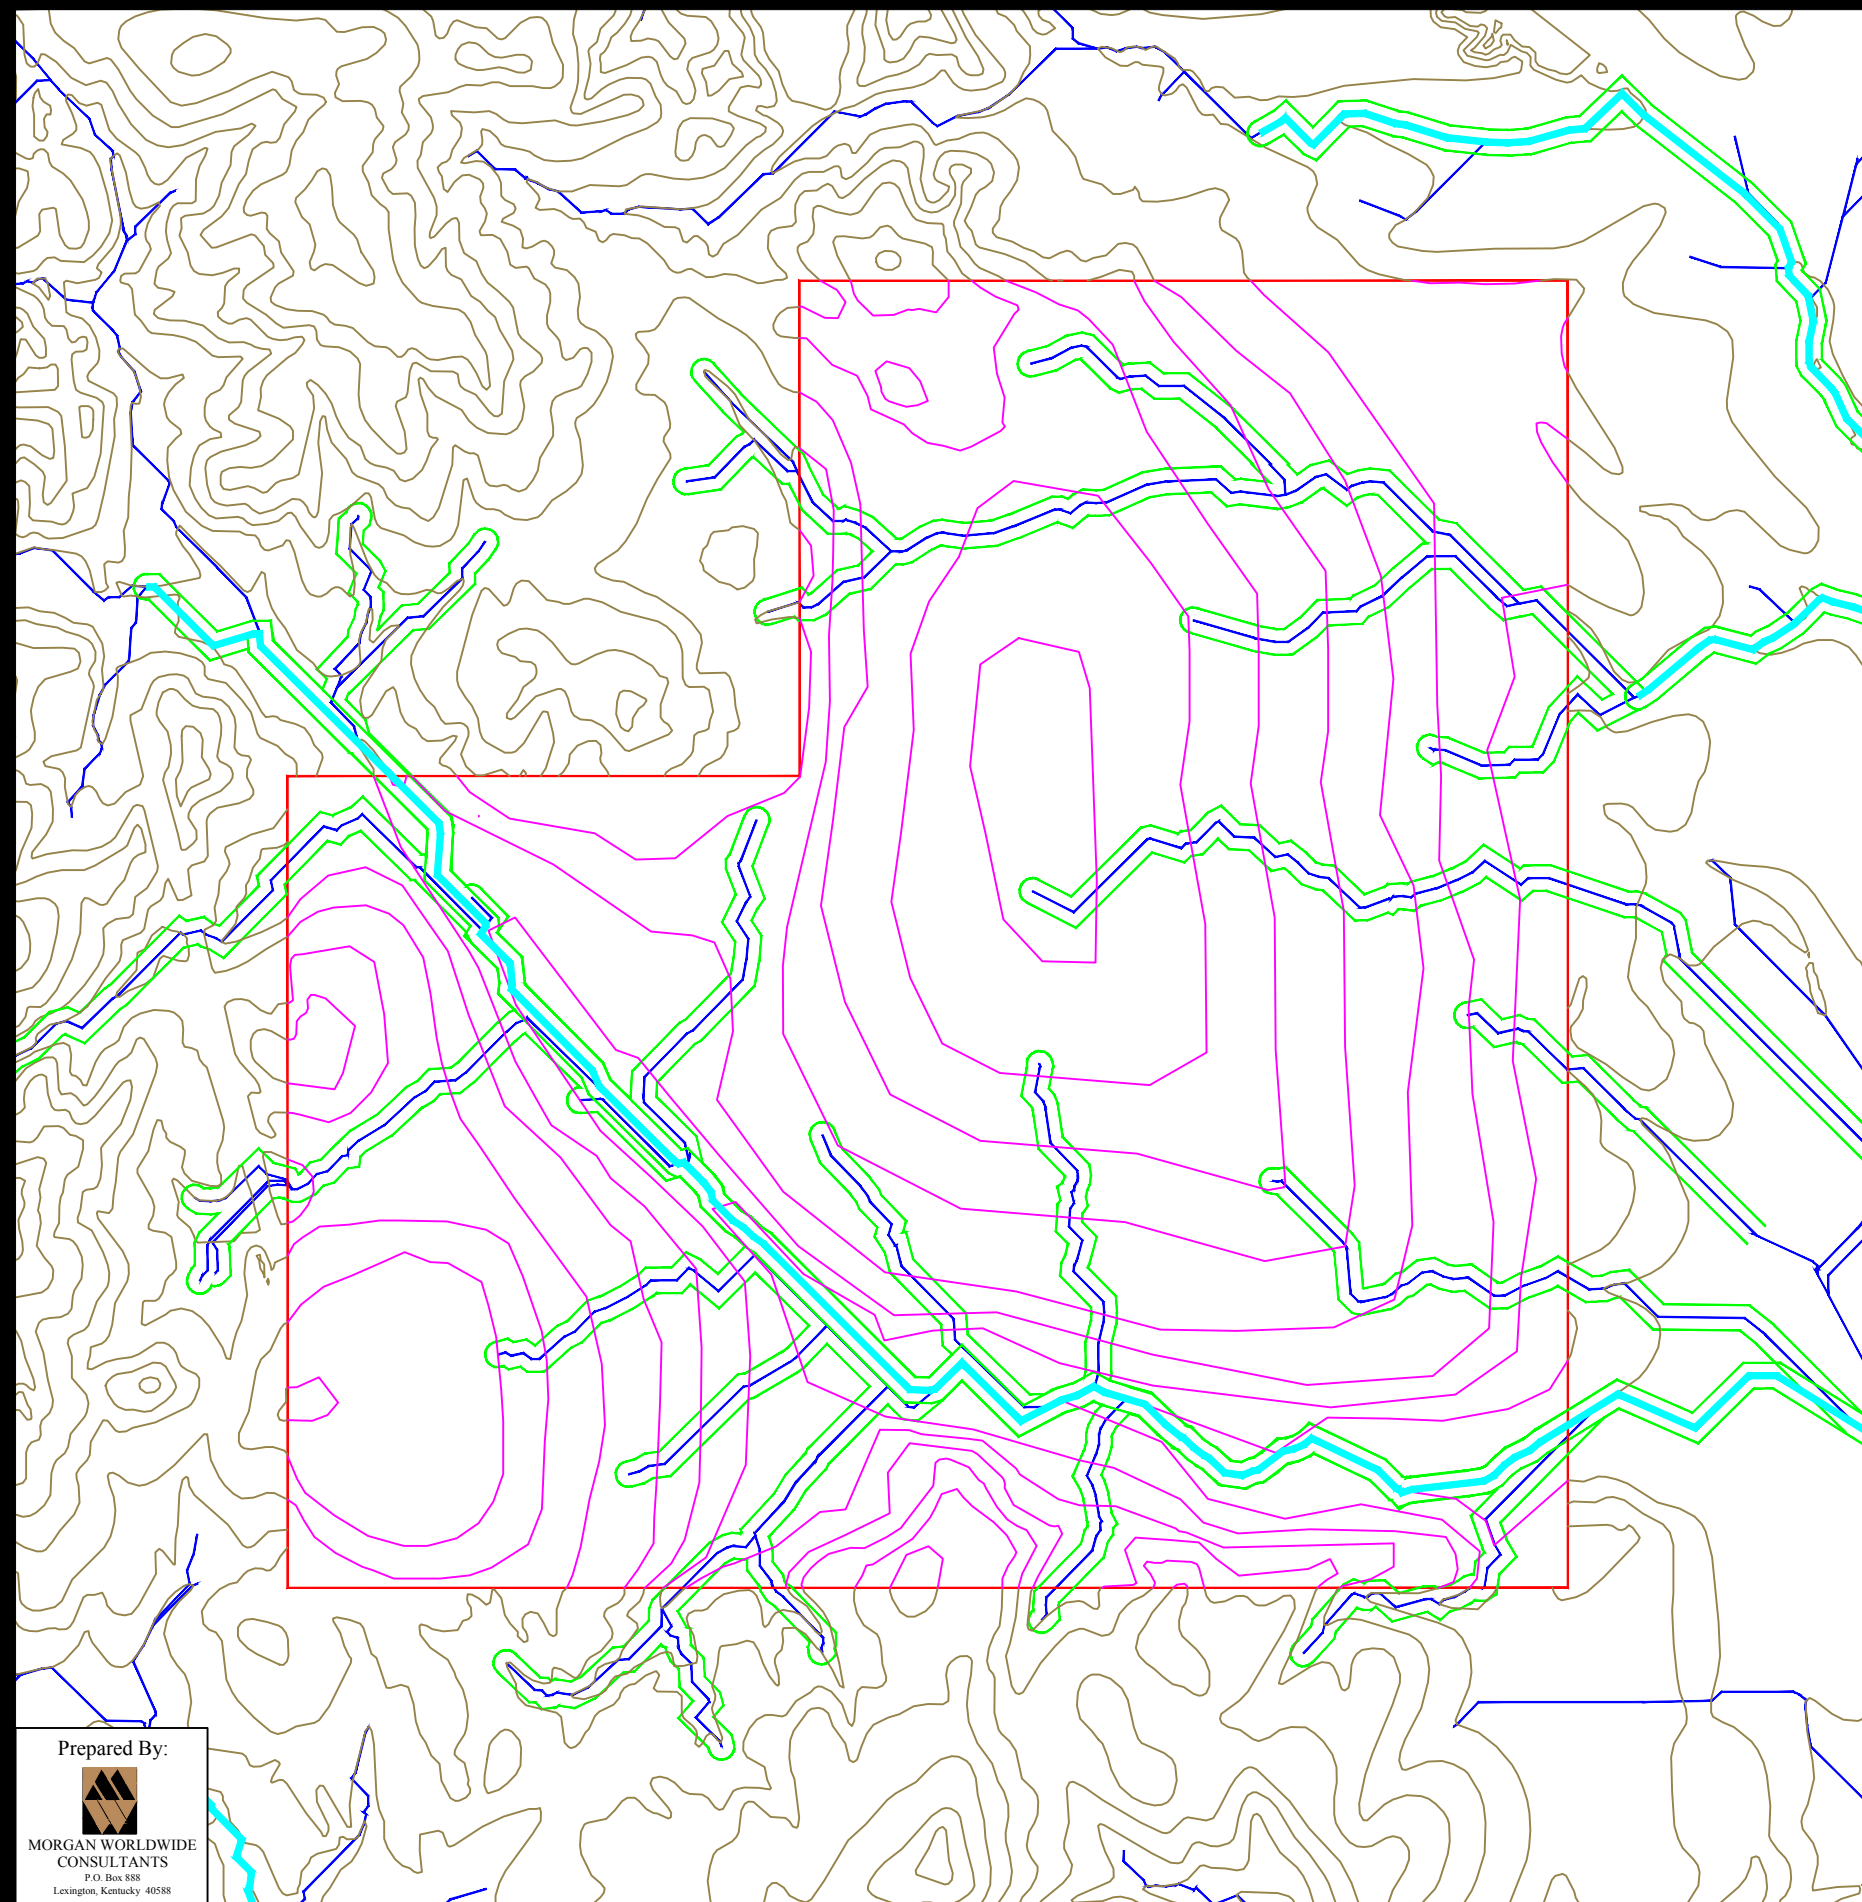 Prepared By:
MORGAN WORLDWIDE
CONSULTANTS
P.O. Box 888
Lexington, Kentucky 40588